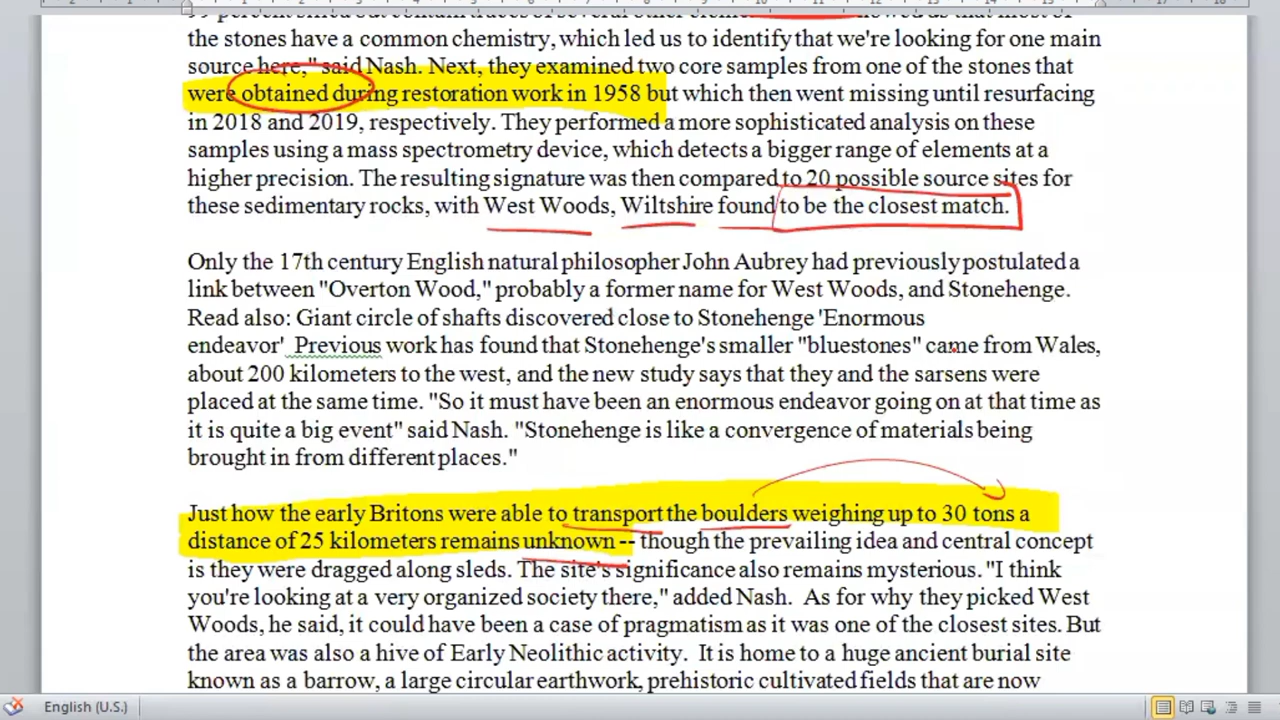 the stones have a common chemistry, which led us to identify that we're looking for one main
source here," said Nash. Next, they examined two core samples from one of the stones that
were obtained during restoration work in 1958 but which then went missing until resurfacing
in 2018 and 2019, respectively. They performed a more sophisticated analysis on these
samples using a mass spectrometry device, which detects a bigger range of elements at a
higher precision. The resulting signature was then compared to 20 possible source sites for
these sedimentary rocks, with West Woods, Wiltshire found to be the closest match.
Only the 17th century English natural philosopher John Aubrey had previously postulated a
link between "Overton Wood," probably a former name for West Woods, and Stonehenge.
Read also: Giant circle of shafts discovered close to Stonehenge 'Enormous
endeavor' Previous work has found that Stonehenge's smaller "bluestones" came from Wales,
about 200 kilometers to the west, and the new study says that they and the sarsens were
placed at the same time. "So it must have been an enormous endeavor going on at that time as
it is quite a big event" said Nash. "Stonehenge is like a convergence of materials being
brought in from different places."
Just how the early Britons were able to transport the boulders weighing up to 30 tons a
distance of 25 kilometers remains unknown -- though the prevailing idea and central concept
is they were dragged along sleds. The site's significance also remains mysterious. "I think
you're looking at a very organized society there," added Nash. As for why they picked West
Woods, he said, it could have been a case of pragmatism as it was one of the closest sites. But
the area was also a hive of Early Neolithic activity. It is home to a huge ancient burial site
known as a barrow, a large circular earthwork, prehistoric cultivated fields that are now
English (U.S.)